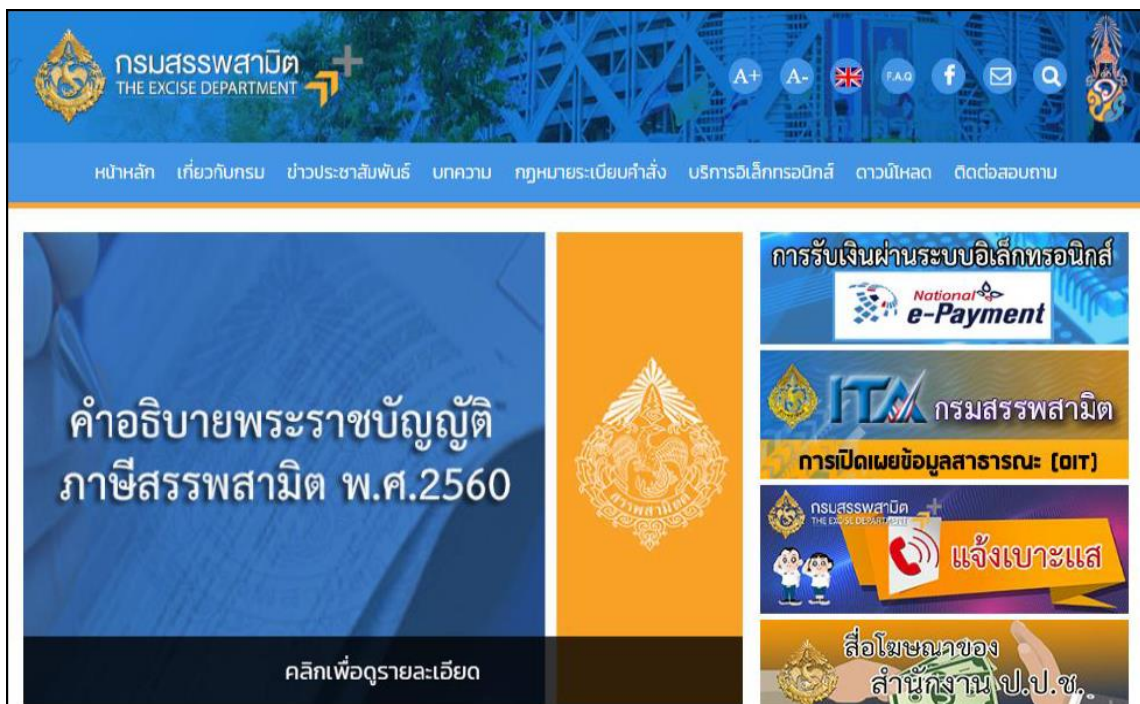 กรมสรรพสามิต
THE EXCISE DEPARTMENT
A+ A- F.A.Q f
หน้าหลัก เกี่ยวกับกรม ข่าวประชาสัมพันธ์ บทความ กฎหมายระเบียบคำสั่ง บริการอิเล็กทรอนิกส์ ดาวน์โหลด ติดต่อสอบถาม
คำอธิบายพระราชบัญญัติ
ภาษีสรรพสามิต พ.ศ.2560
สรรพสามิต
คลิกเพื่อดูรายละเอียด
การรับเงินผ่านระบบอิเล็กทรอนิกส์
National
e-Payment
ITA กรมสรรพสามิต
การเปิดเผยข้อมูลสาธารณะ (OIT)
กรมสรรพสามิต
THE EXCISE DEPARTMENT
แจ้งเบาะแส
สื่อโฆษณาของ
สำนักงาน ป.ป.ช.